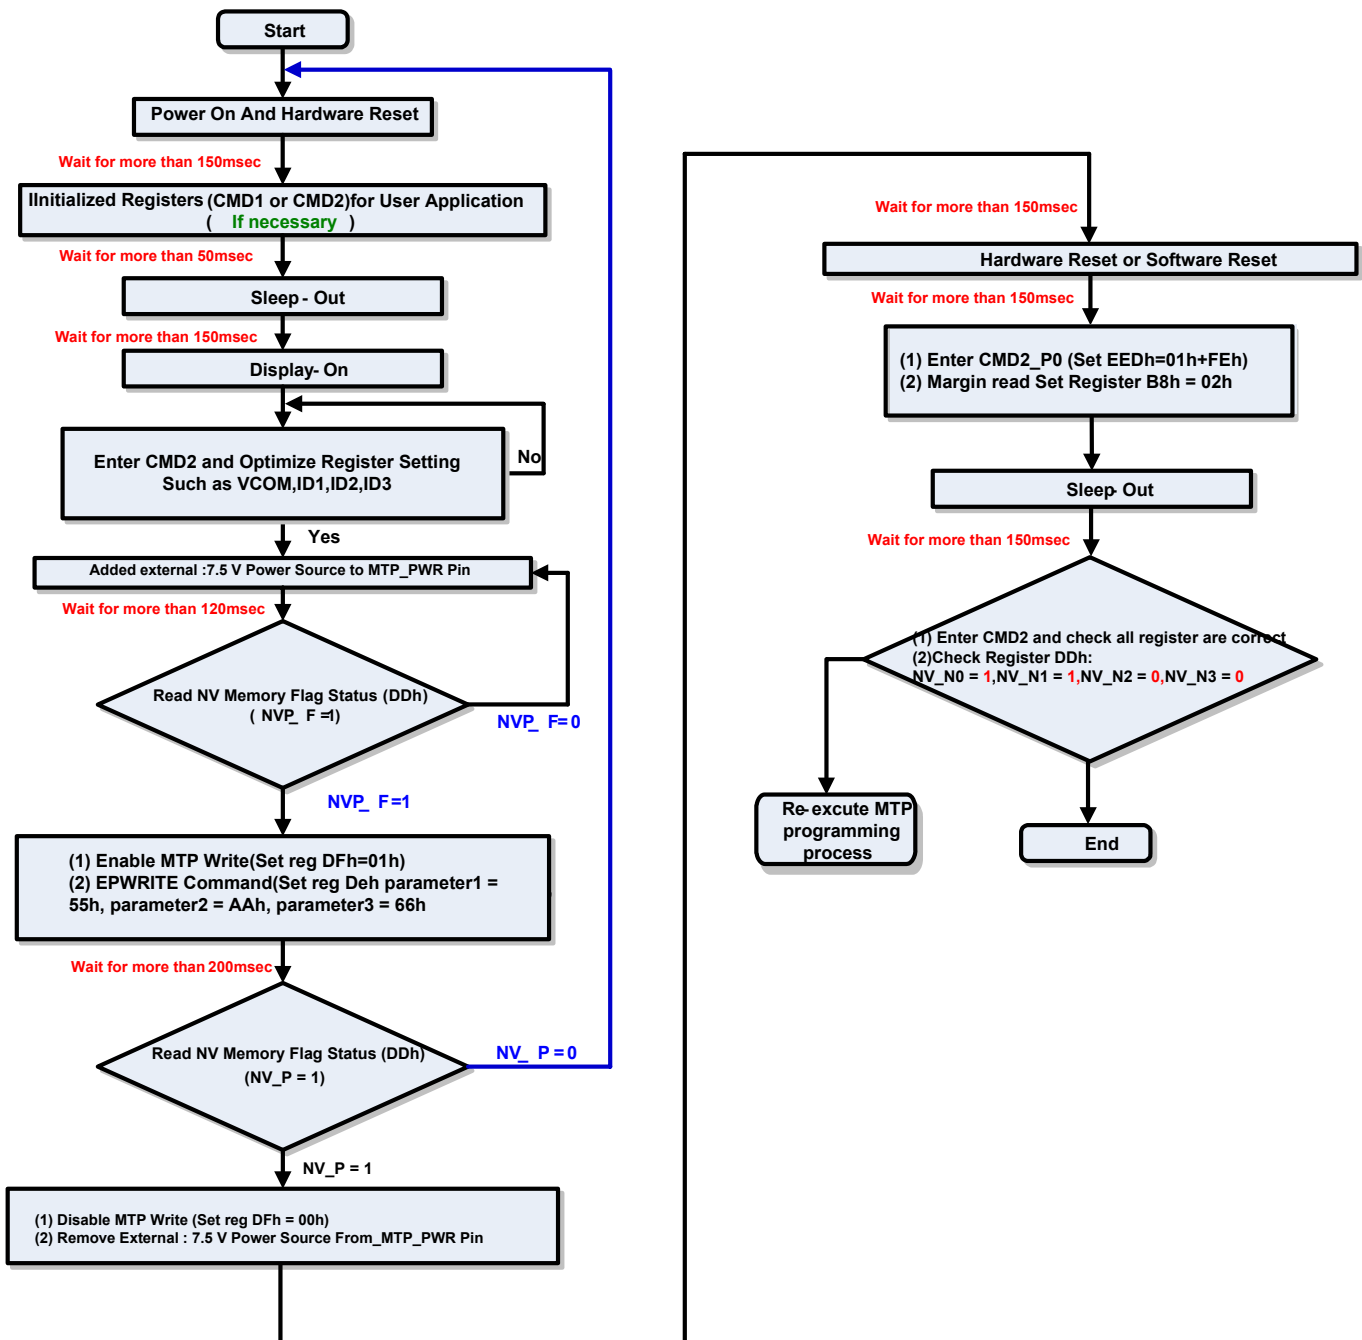 Start
Power On And Hardware Reset
Wait for more than 150msec
IInitialized Registers (CMD1 or CMD2)for User Application
( If necessary )
Wait for more than 50msec
Sleep - Out
Wait for more than 150msec
Display- On
Enter CMD2 and Optimize Register Setting
Such as VCOM,ID1,ID2,ID3
No
Yes
Added external :7.5 V Power Source to MTP_PWR Pin
Wait for more than 120msec
Read NV Memory Flag Status (DDh)
( NVP_ F =1)
NVP_ F= 0
NVP_ F=1
(1) Enable MTP Write(Set reg DFh=01h)
(2) EPWRITE Command(Set reg Deh parameter1 =
55h, parameter2 = AAh, parameter3 = 66h
Wait for more than 200msec
Read NV Memory Flag Status (DDh)
(NV_P = 1)
NV_ P = 0
NV_P = 1
(1) Disable MTP Write (Set reg DFh = 00h)
(2) Remove External : 7.5 V Power Source From_MTP_PWR Pin
Wait for more than 150msec
Hardware Reset or Software Reset
Wait for more than 150msec
(1) Enter CMD2_P0 (Set EEDh=01h+FEh)
(2) Margin read Set Register B8h = 02h
Sleep- Out
Wait for more than 150msec
(1) Enter CMD2 and check all register are correct
(2)Check Register DDh:
NV_N0 = 1,NV_N1 = 1,NV_N2 = 0,NV_N3 = 0
Re-excute MTP
programming
process
End